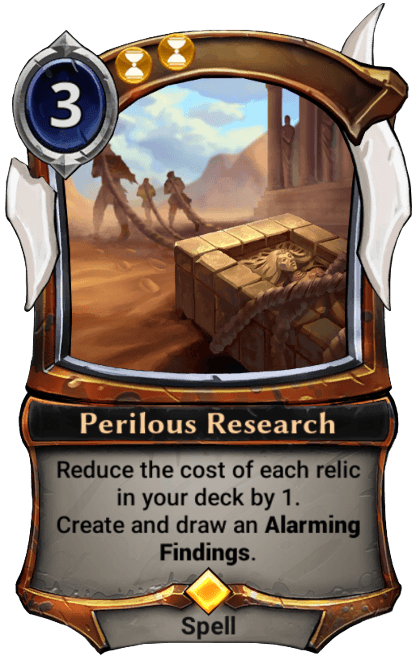 3
Perilous Research
Reduce the cost of each relic
in your deck by 1.
Create and draw an Alarming
Findings.
Spell